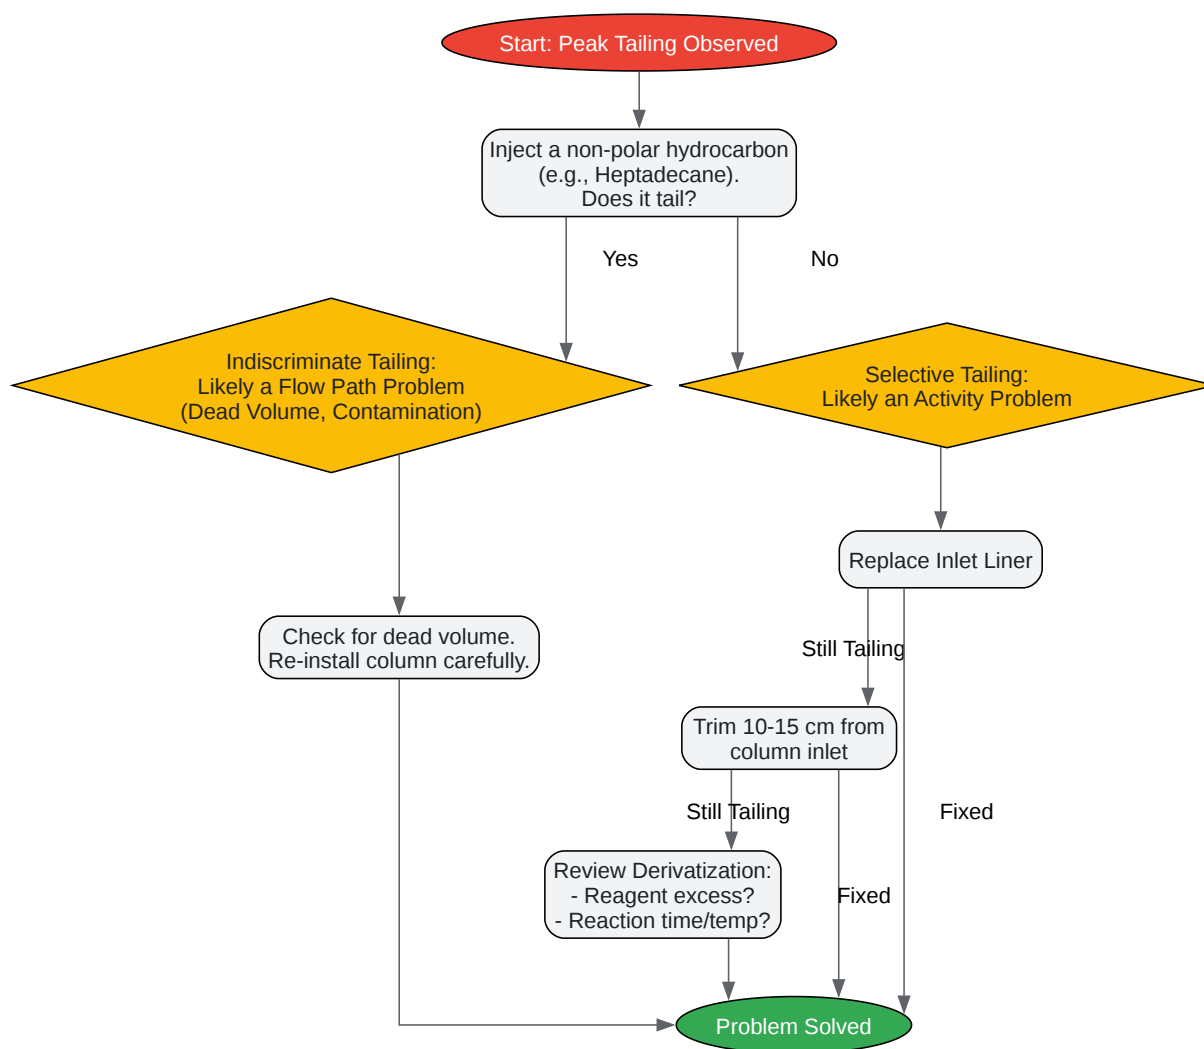 Start: Peak Tailing Observed
Inject a non-polar hydrocarbon
(e.g., Heptadecane).
Does it tail?
Yes
No
Indiscriminate Tailing:
Likely a Flow Path Problem
(Dead Volume, Contamination)
Selective Tailing:
Likely an Activity Problem
Replace Inlet Liner
Check for dead volume.
Re-install column carefully.
Still Tailing
Trim 10-15 cm from
column inlet
Still Tailing
Fixed
Review Derivatization:
- Reagent excess?
- Reaction time/temp?
Fixed
Problem Solved